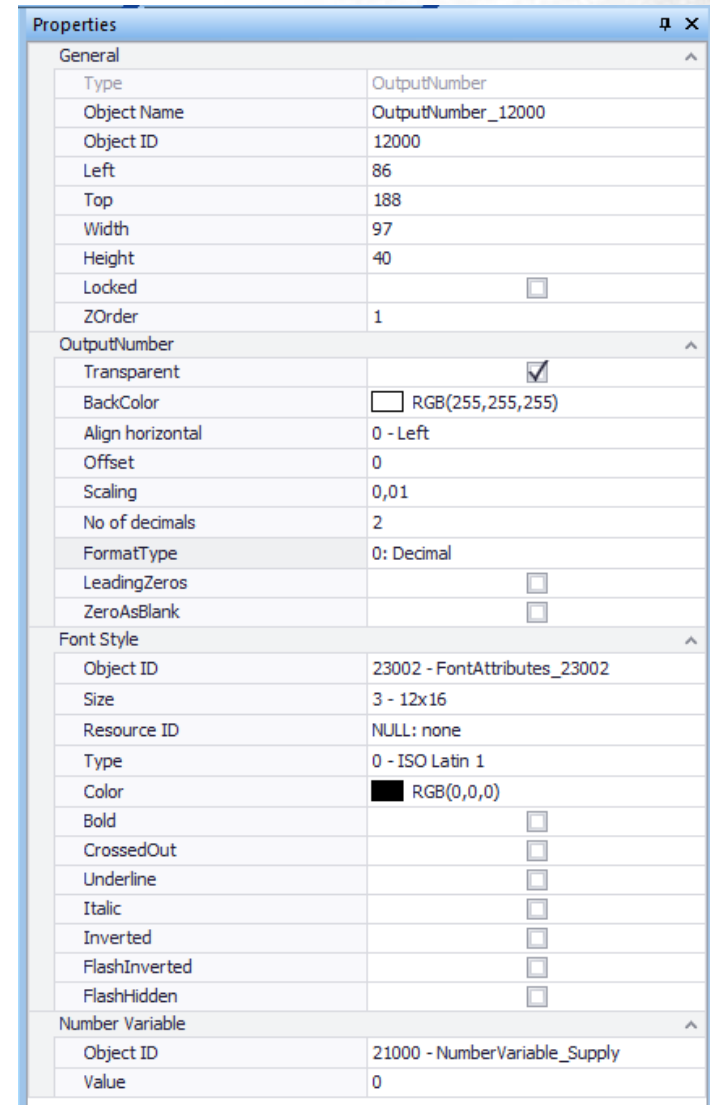 Properties
General
Type OutputNumber
Object Name OutputNumber_12000
Object ID 12000
Left 86
Top 188
Width 97
Height 40
Locked
ZOrder 1
OutputNumber
Transparent
BackColor RGB(255,255,255)
Align horizontal 0 - Left
Offset 0
Scaling 0,01
No of decimals 2
FormatType 0: Decimal
LeadingZeros
ZeroAsBlank
Font Style
Object ID 23002 - FontAttributes_23002
Size 3 - 12x16
Resource ID NULL: none
Type 0 - ISO Latin 1
Color RGB(0,0,0)
Bold
CrossedOut
Underline
Italic
Inverted
FlashInverted
FlashHidden
Number Variable
Object ID 21000 - NumberVariable_Supply
Value 0